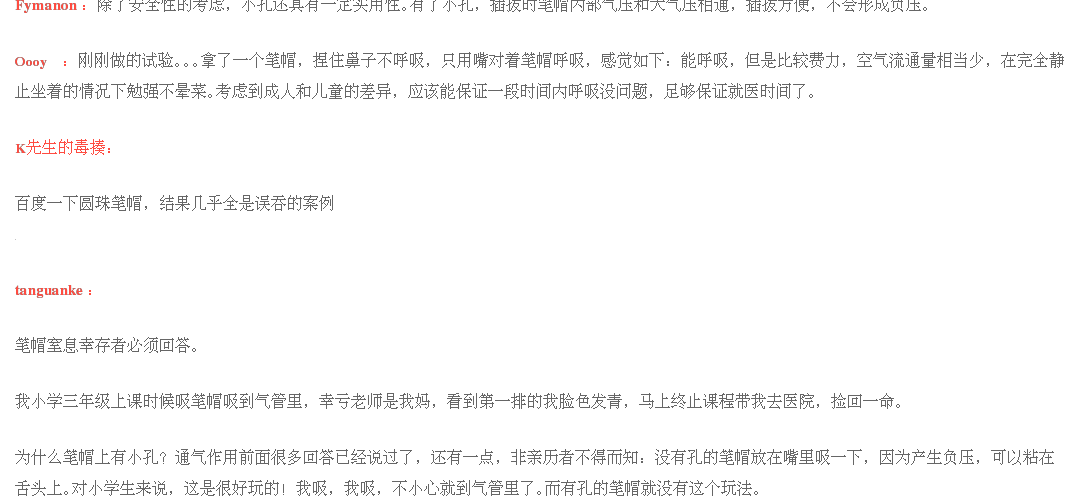 Fymanon：除了安全性的考虑，小孔还具有一定实用性。有了小孔，插拔时笔帽内部气压和大气压相通，插拔方便，不会形成负压。
Oooy ：刚刚做的试验。。。拿了一个笔帽，捏住鼻子不呼吸，只用嘴对着笔帽呼吸，感觉如下：能呼吸，但是比较费力，空气流通量相当少，在完全静
止坐着的情况下勉强不晕菜。考虑到成人和儿童的差异，应该能保证一段时间内呼吸没问题，足够保证就医时间了。
K先生的毒揍：
百度一下圆珠笔帽，结果几乎全是误吞的案例
tanguanke：
笔帽窒息幸存者必须回答。
我小学三年级上课时候吸笔帽吸到气管里，幸亏老师是我妈，看到第一排的我脸色发青，马上终止课程带我去医院，捡回一命。
为什么笔帽上有小孔？通气作用前面很多回答已经说过了，还有一点，非亲历者不得而知：没有孔的笔帽放在嘴里吸一下，因为产生负压，可以粘在
舌头上。对小学生来说，这是很好玩的！我吸，我吸，不小心就到气管里了。而有孔的笔帽就没有这个玩法。